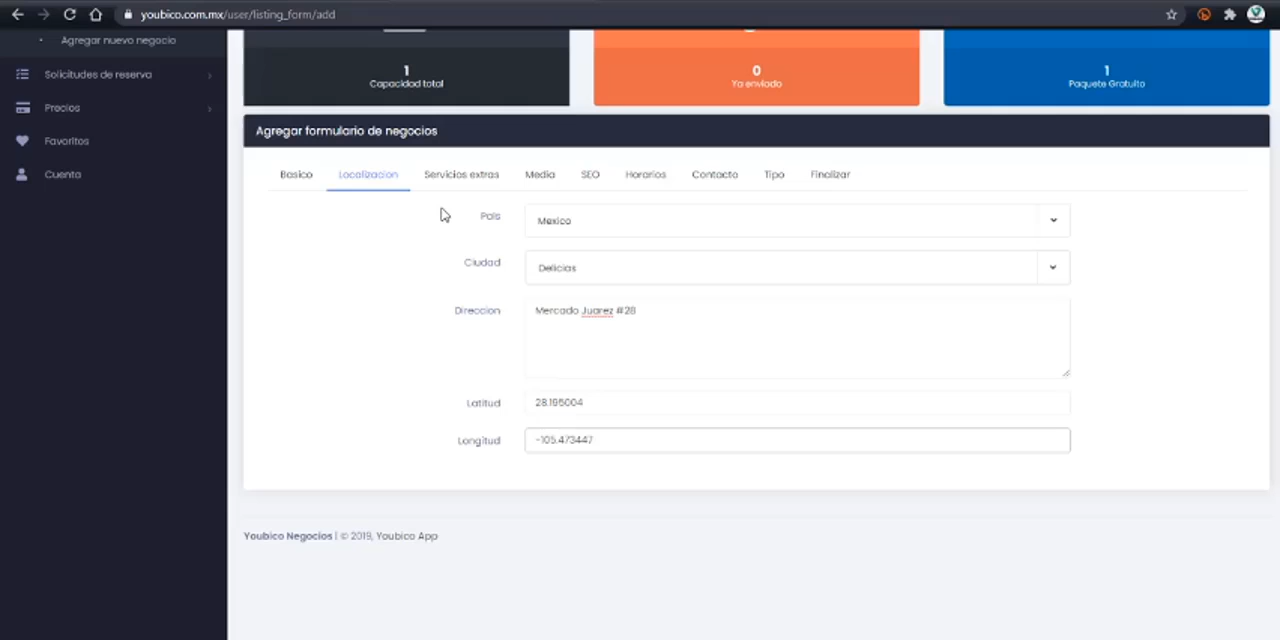 youbico.com.mx/user/listing_form/add
Agregar nuevo negocio
Solicitudes de reserva
Precios
Favoritos
Cuenta
1
Capacidad total
0
Ya enviado
1
Paquete Gratuito
Agregar formulario de negocios
Basico
Localizacion
Servicios extras
Media
SEO
Horarios
Contacto
Tipo
Finalizar
Pais
Mexico
Ciudad
Delicias
Direccion
Mercado Juarez #28
Latitud
28.195004
Longitud
-105.473447
Youbico Negocios | © 2019, Youbico App